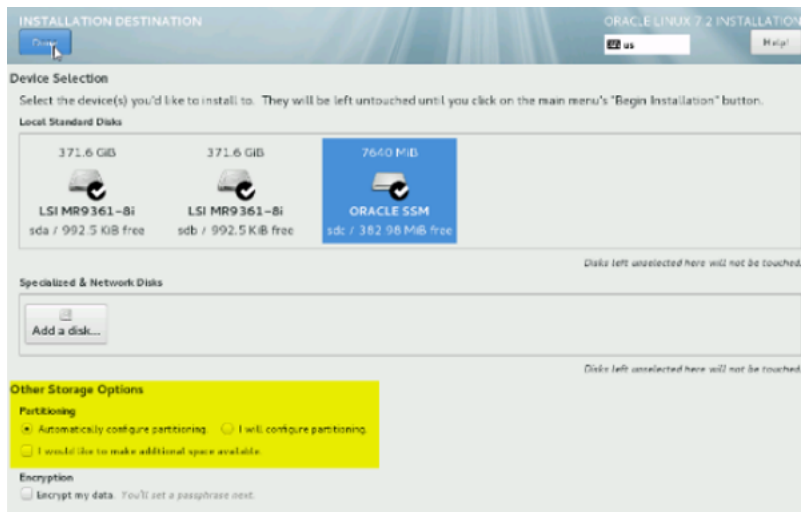 INSTALLATION DESTINATION
ORACLE LINUX 7.2 INSTALLATION
Done
us
Help!
Device Selection
Select the device(s) you'd like to install to. They will be left untouched until you click on the main menu's "Begin Installation" button.
Local Standard Disks
371.6 GiB
371.6 GiB
7640 MiB
LSI MR9361-8i
LSI MR9361-8i
ORACLE SSM
sda / 992.5 KiB free
sdb / 992.5 KiB free
sdc / 382.98 MiB free
Disks left unselected here will not be touched.
Specialized & Network Disks
Add a disk...
Disks left unselected here will not be touched.
Other Storage Options
Partitioning
Automatically configure partitioning.
I will configure partitioning.
I would like to make additional space available.
Encryption
Encrypt my data. You'll set a passphrase next.